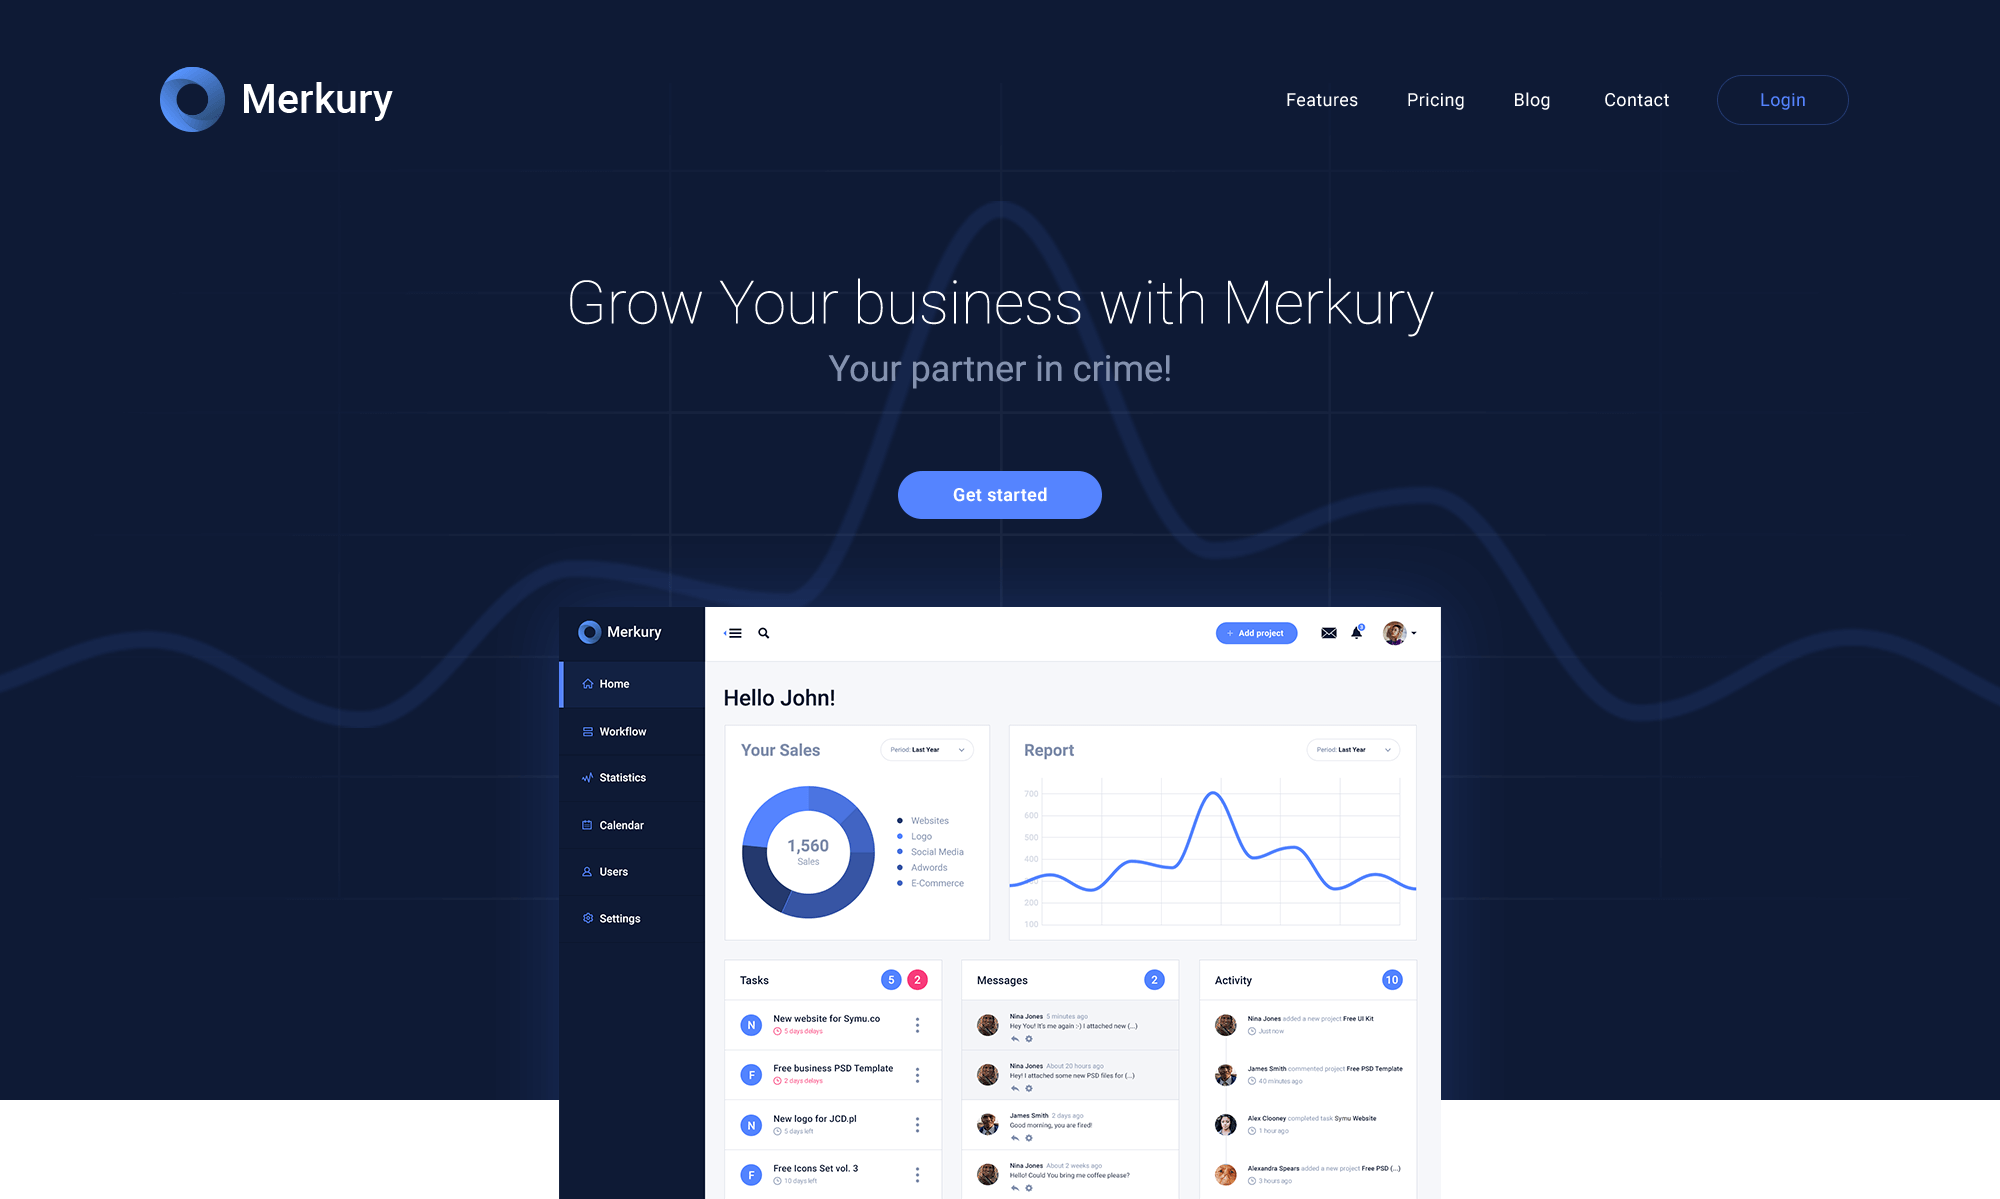 Merkury
Features Pricing Blog Contact Login
Grow Your business with Merkury
Your partner in crime!
Get started
Merkury
Home
Workflow
Statistics
Calendar
Users
Settings
+ Add project
3
Hello John!
Your Sales
Period: Last Year
1,560
Sales
Websites
Logo
Social Media
Adwords
E-Commerce
Report
Period: Last Year
700
600
500
400
300
200
100
Tasks 5 2
N New website for Symu.co
5 days delays
F Free business PSD Template
2 days delays
N New logo for JCD.pl
5 days left
F Free Icons Set vol. 3
10 days left
Messages 2
Nina Jones 5 minutes ago
Hey You! It's me again :-) I attached new (...)
Nina Jones About 20 hours ago
Hey! I attached some new PSD files for (...)
James Smith 2 days ago
Good morning, you are fired!
Nina Jones About 2 weeks ago
Hello! Could You bring me coffee please?
Activity 10
Nina Jones added a new project Free UI Kit
Just now
James Smith commented project Free PSD Template
40 minutes ago
Alex Clooney completed task Symu Website
1 hour ago
Alexandra Spears added a new project Free PSD (...)
3 hours ago